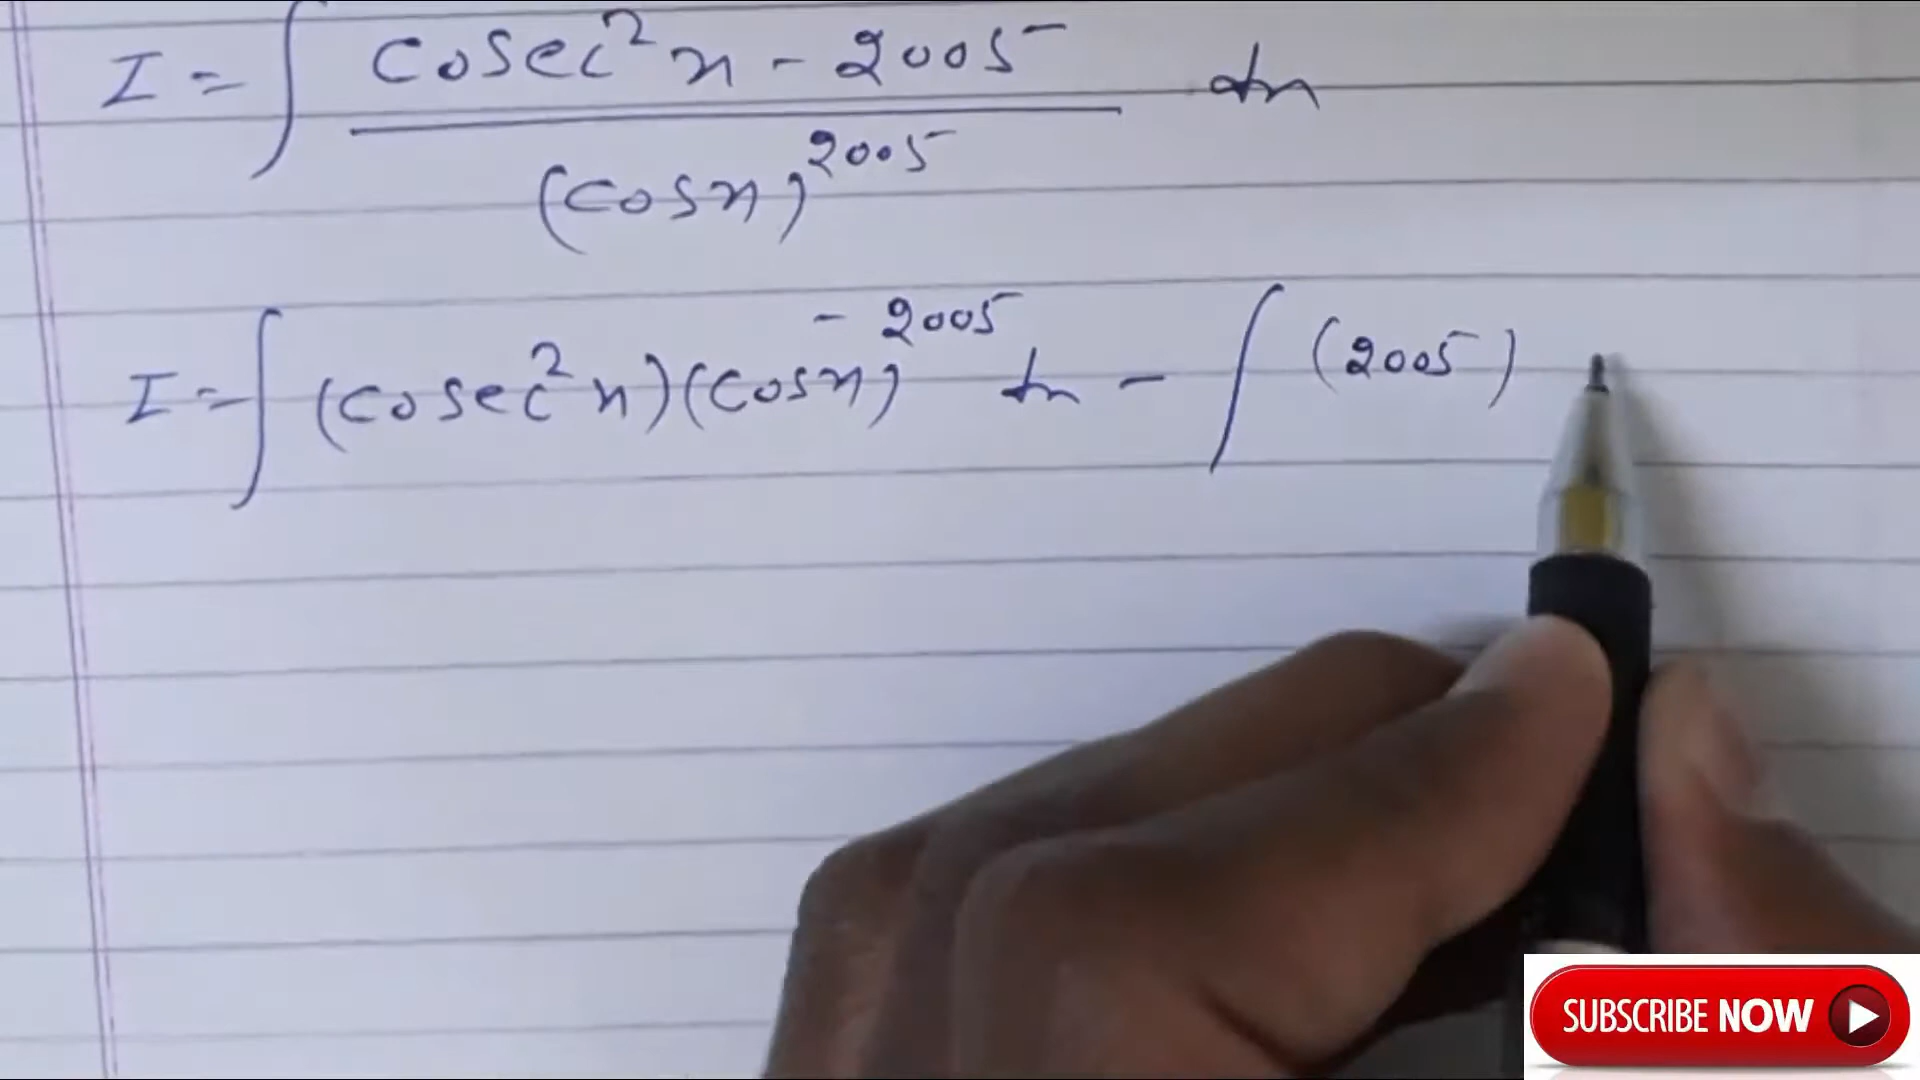 I = ∫ (cosec²x - 2005) / (cosx)^2005 dx
I = ∫ (cosec²x)(cosx)^-2005 dx - ∫ (2005)
SUBSCRIBE NOW